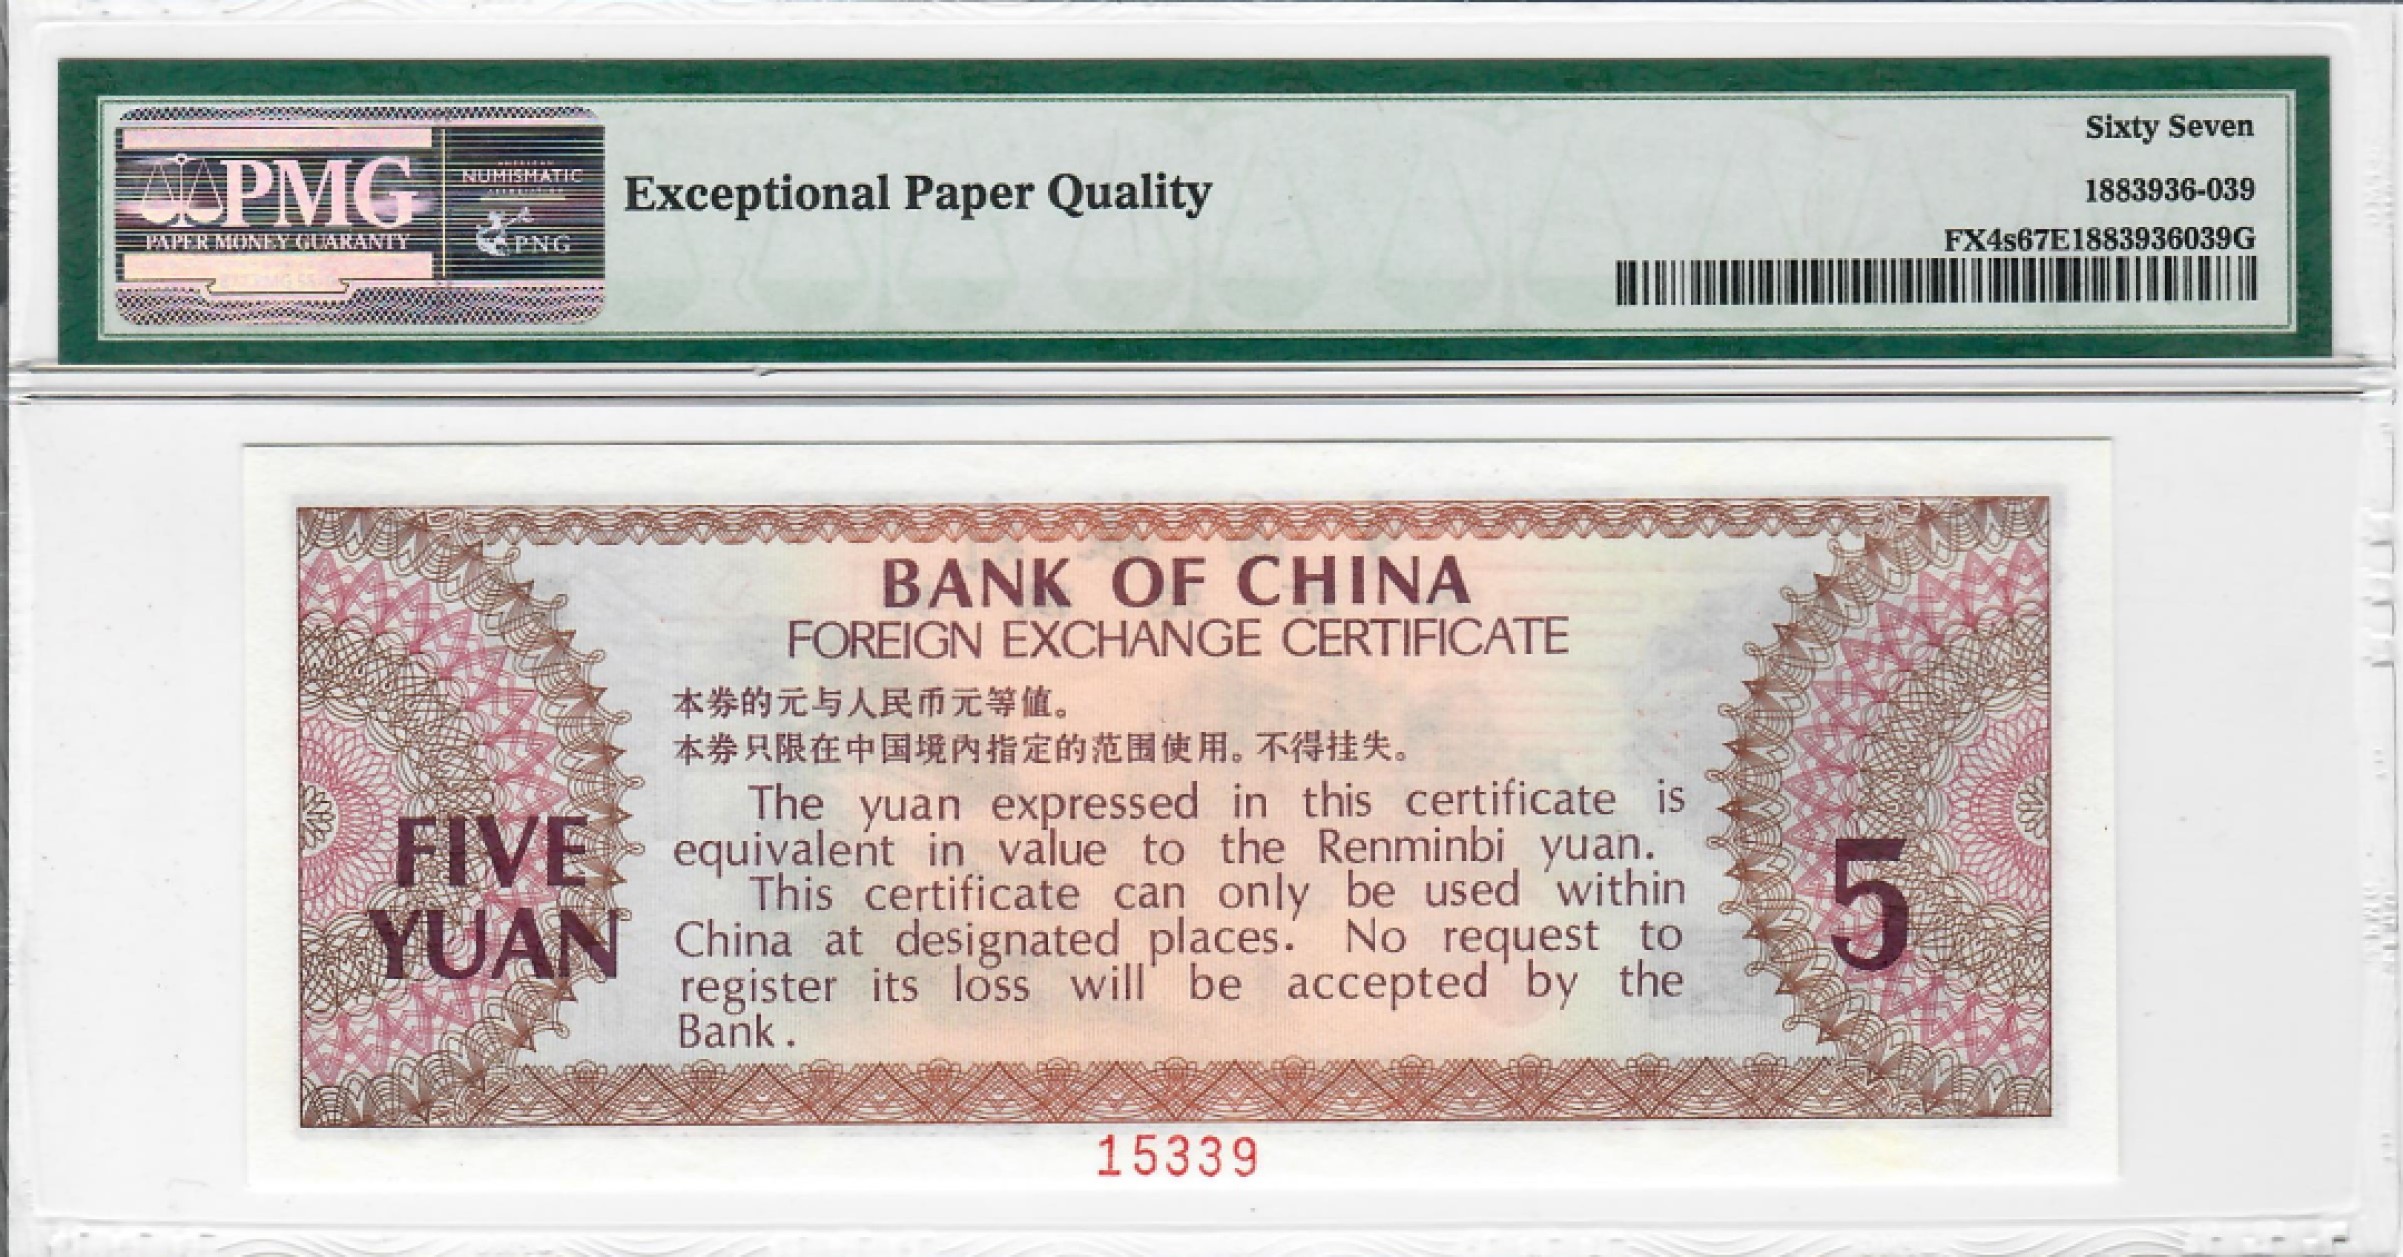 Sixty Seven
PMG
PAPER MONEY GUARANTY
NUMISMATIC
PNG
Exceptional Paper Quality
1883936-039
FX4s67E1883936039G
BANK OF CHINA
FOREIGN EXCHANGE CERTIFICATE
本券的元与人民币元等值。
本券只限在中国境内指定的范围使用。不得挂失。
The yuan expressed in this certificate is
equivalent in value to the Renminbi yuan.
This certificate can only be used within
China at designated places. No request to
register its loss will be accepted by the
Bank.
FIVE
YUAN
5
15339